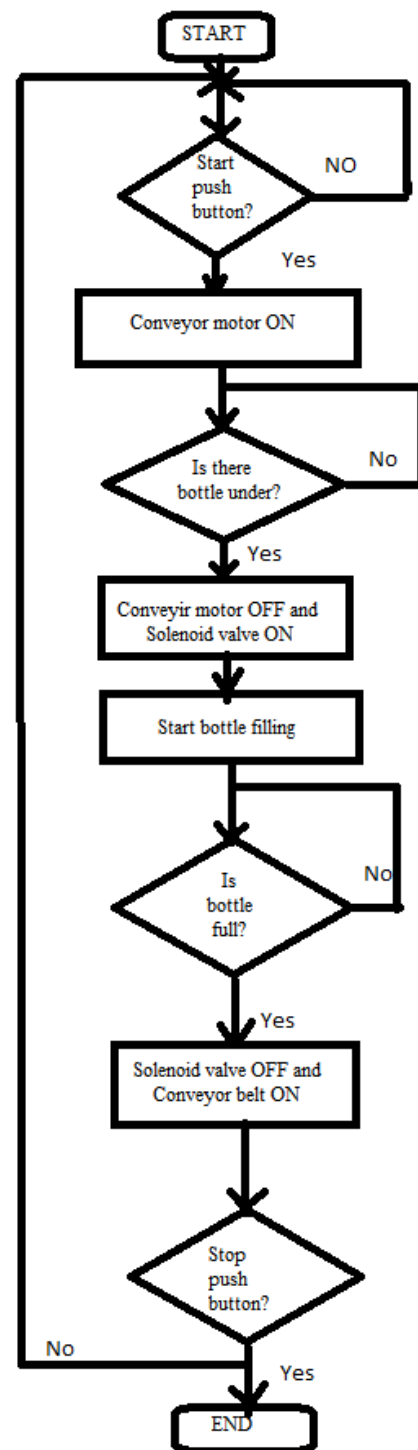 START
Start
push
button?
NO
Yes
Conveyor motor ON
Is there
bottle under?
No
Yes
Conveyir motor OFF and
Solenoid valve ON
Start bottle filling
Is
bottle
full?
No
Yes
Solenoid valve OFF and
Conveyor belt ON
Stop
push
button?
No
Yes
END